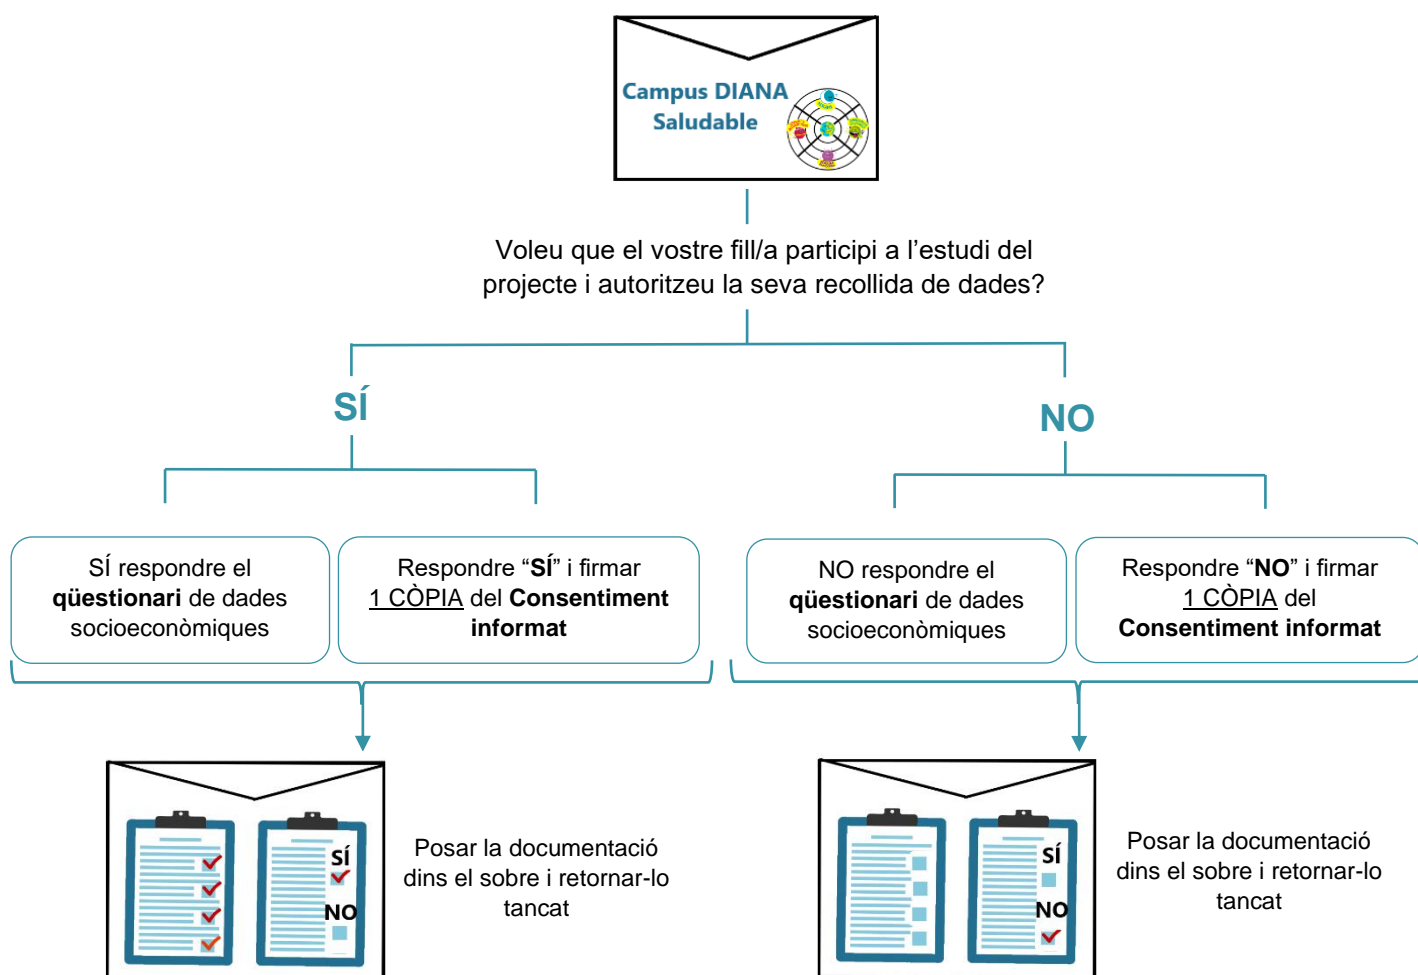 Campus DIANA
Saludable
Voleu que el vostre fill/a participi a l’estudi del
projecte i autoritzeu la seva recollida de dades?
SÍ
NO
SÍ respondre el
qüestionari de dades
socioeconòmiques
Respondre “SÍ” i firmar
1 CÒPIA del Consentiment
informat
NO respondre el
qüestionari de dades
socioeconòmiques
Respondre “NO” i firmar
1 CÒPIA del
Consentiment informat
SÍ
NO
Posar la documentació
dins el sobre i retornar-lo
tancat
SÍ
NO
Posar la documentació
dins el sobre i retornar-lo
tancat